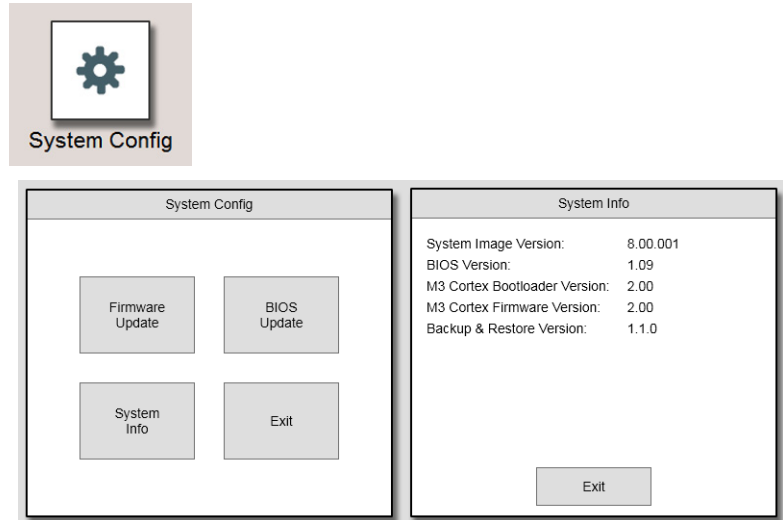 System Config
System Config
Firmware
Update
BIOS
Update
System
Info
Exit
System Info
System Image Version: 8.00.001
BIOS Version: 1.09
M3 Cortex Bootloader Version: 2.00
M3 Cortex Firmware Version: 2.00
Backup & Restore Version: 1.1.0
Exit